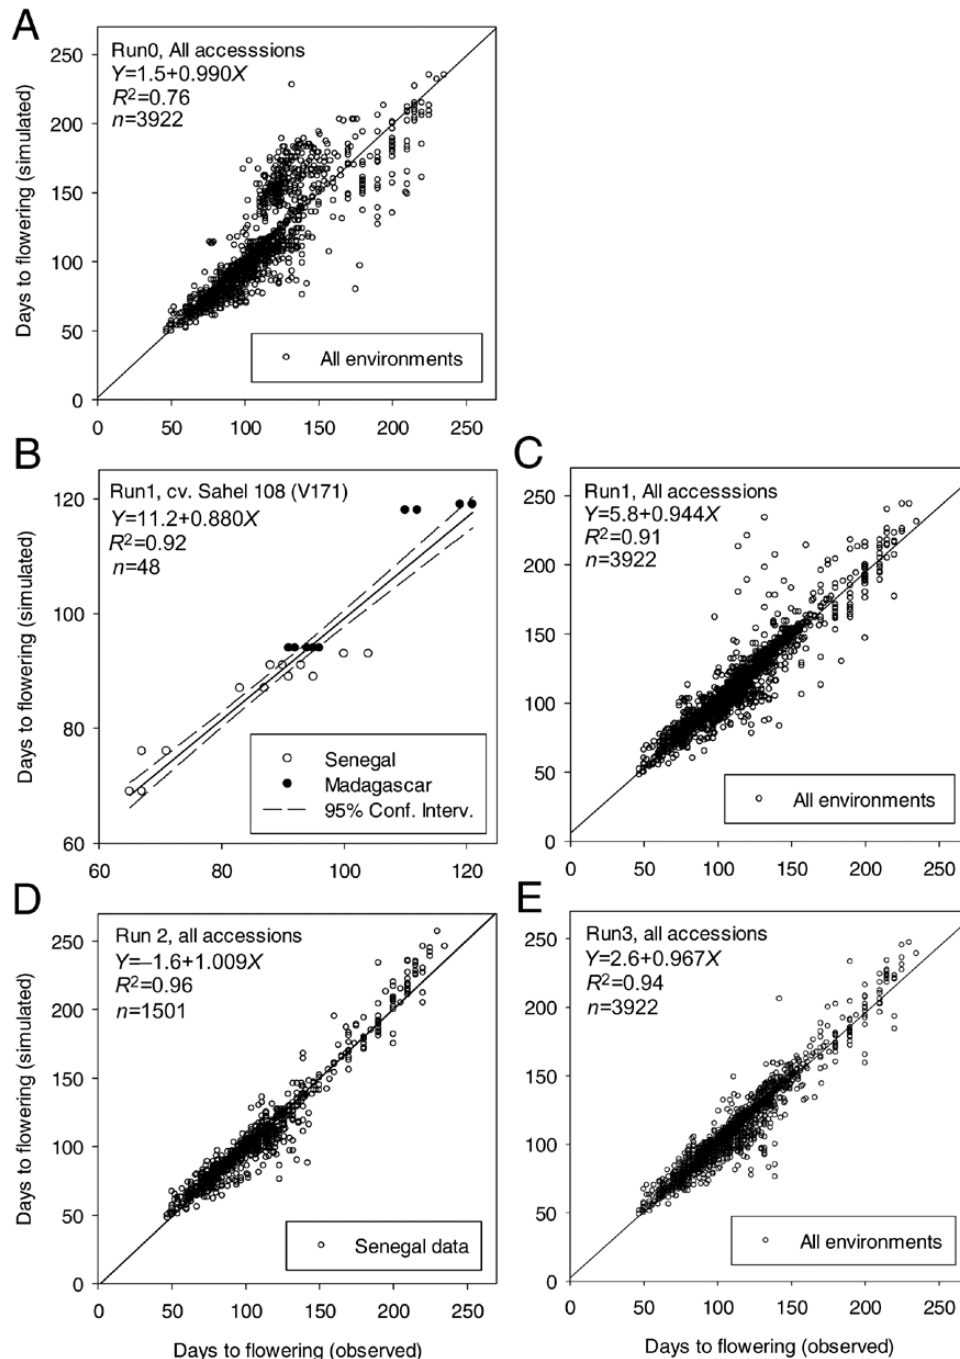 A
Run0, All accesssions
Y=1.5+0.990X
R²=0.76
n=3922
Days to flowering (simulated)
250
200
150
100
50
0
All environments
0 50 100 150 200 250
B
Run1, cv. Sahel 108 (V171)
Y=11.2+0.880X
R²=0.92
n=48
Days to flowering (simulated)
120
100
80
60
Senegal
Madagascar
95% Conf. Interv.
60 80 100 120
C
Run1, All accesssions
Y=5.8+0.944X
R²=0.91
n=3922
250
200
150
100
50
0
All environments
0 50 100 150 200 250
D
Run 2, all accessions
Y=–1.6+1.009X
R²=0.96
n=1501
Days to flowering (simulated)
250
200
150
100
50
0
Senegal data
0 50 100 150 200 250
Days to flowering (observed)
E
Run3, all accessions
Y=2.6+0.967X
R²=0.94
n=3922
250
200
150
100
50
0
All environments
0 50 100 150 200 250
Days to flowering (observed)